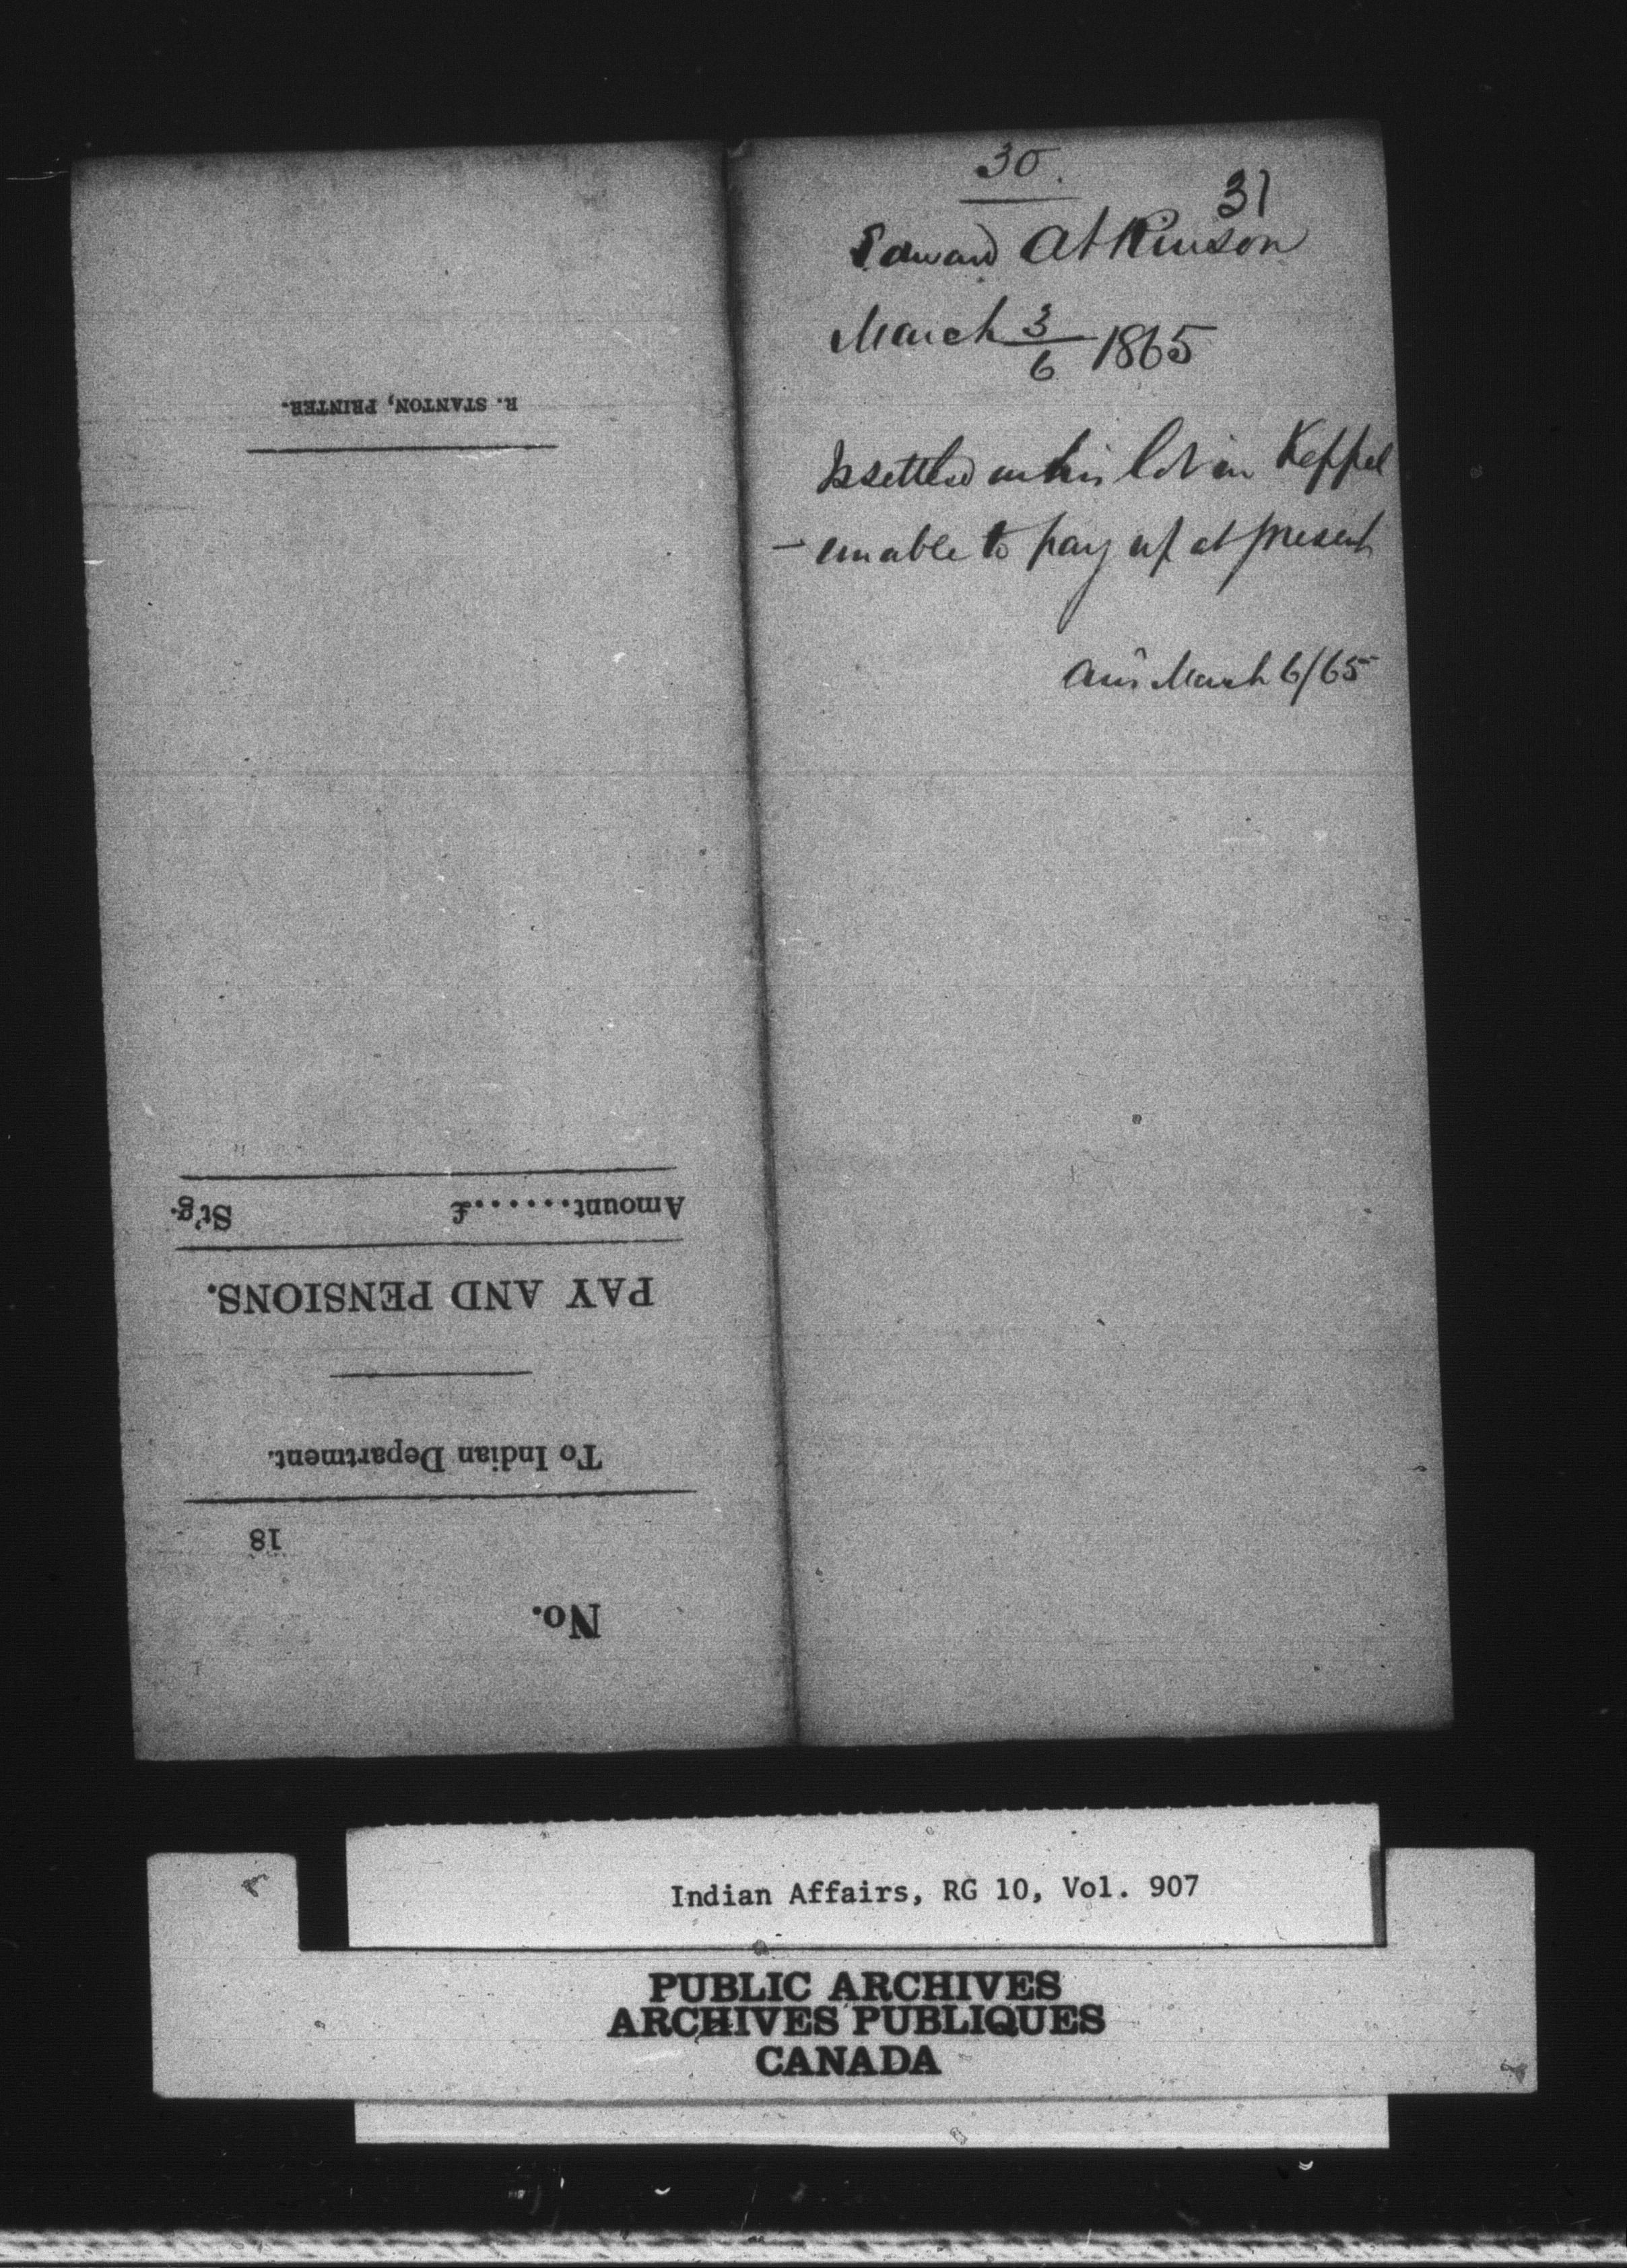 30.
31
Edward Atkinson
March 3/6 1865
Is settled on his Lot in Keppel
- unable to pay up at present
Ans March 6/65
No.
18
To Indian Department.
PAY AND PENSIONS.
Amount.......£ St'g.
R. STANTON, PRINTER.
Indian Affairs, RG 10, Vol. 907
PUBLIC ARCHIVES
ARCHIVES PUBLIQUES
CANADA